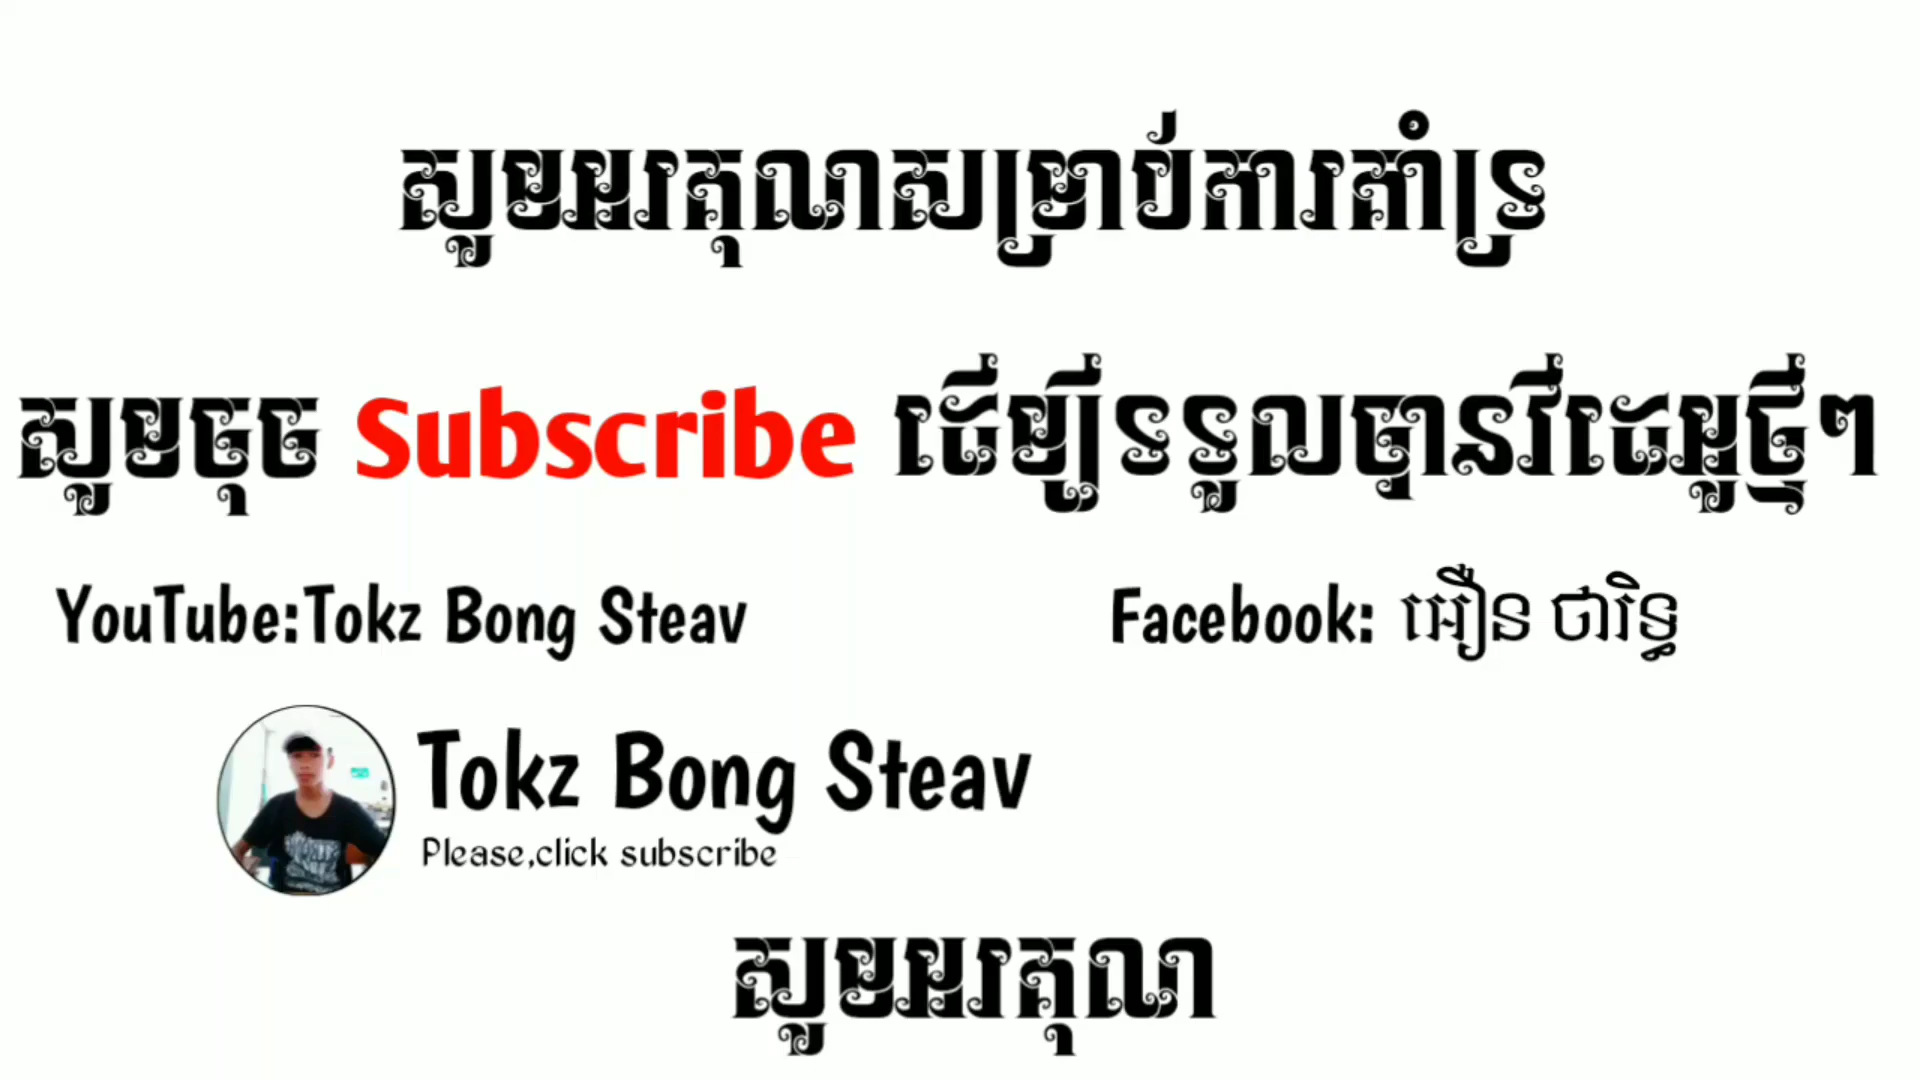 សូមអរគុណសម្រាប់ការគាំទ្រ
សូមចុច Subscribe ដើម្បីទទួលបានវីដេអូថ្មីៗ
YouTube:Tokz Bong Steav
Facebook: អឿន ថារិទ្ធ
Tokz Bong Steav
Please,click subscribe
សូមអរគុណ